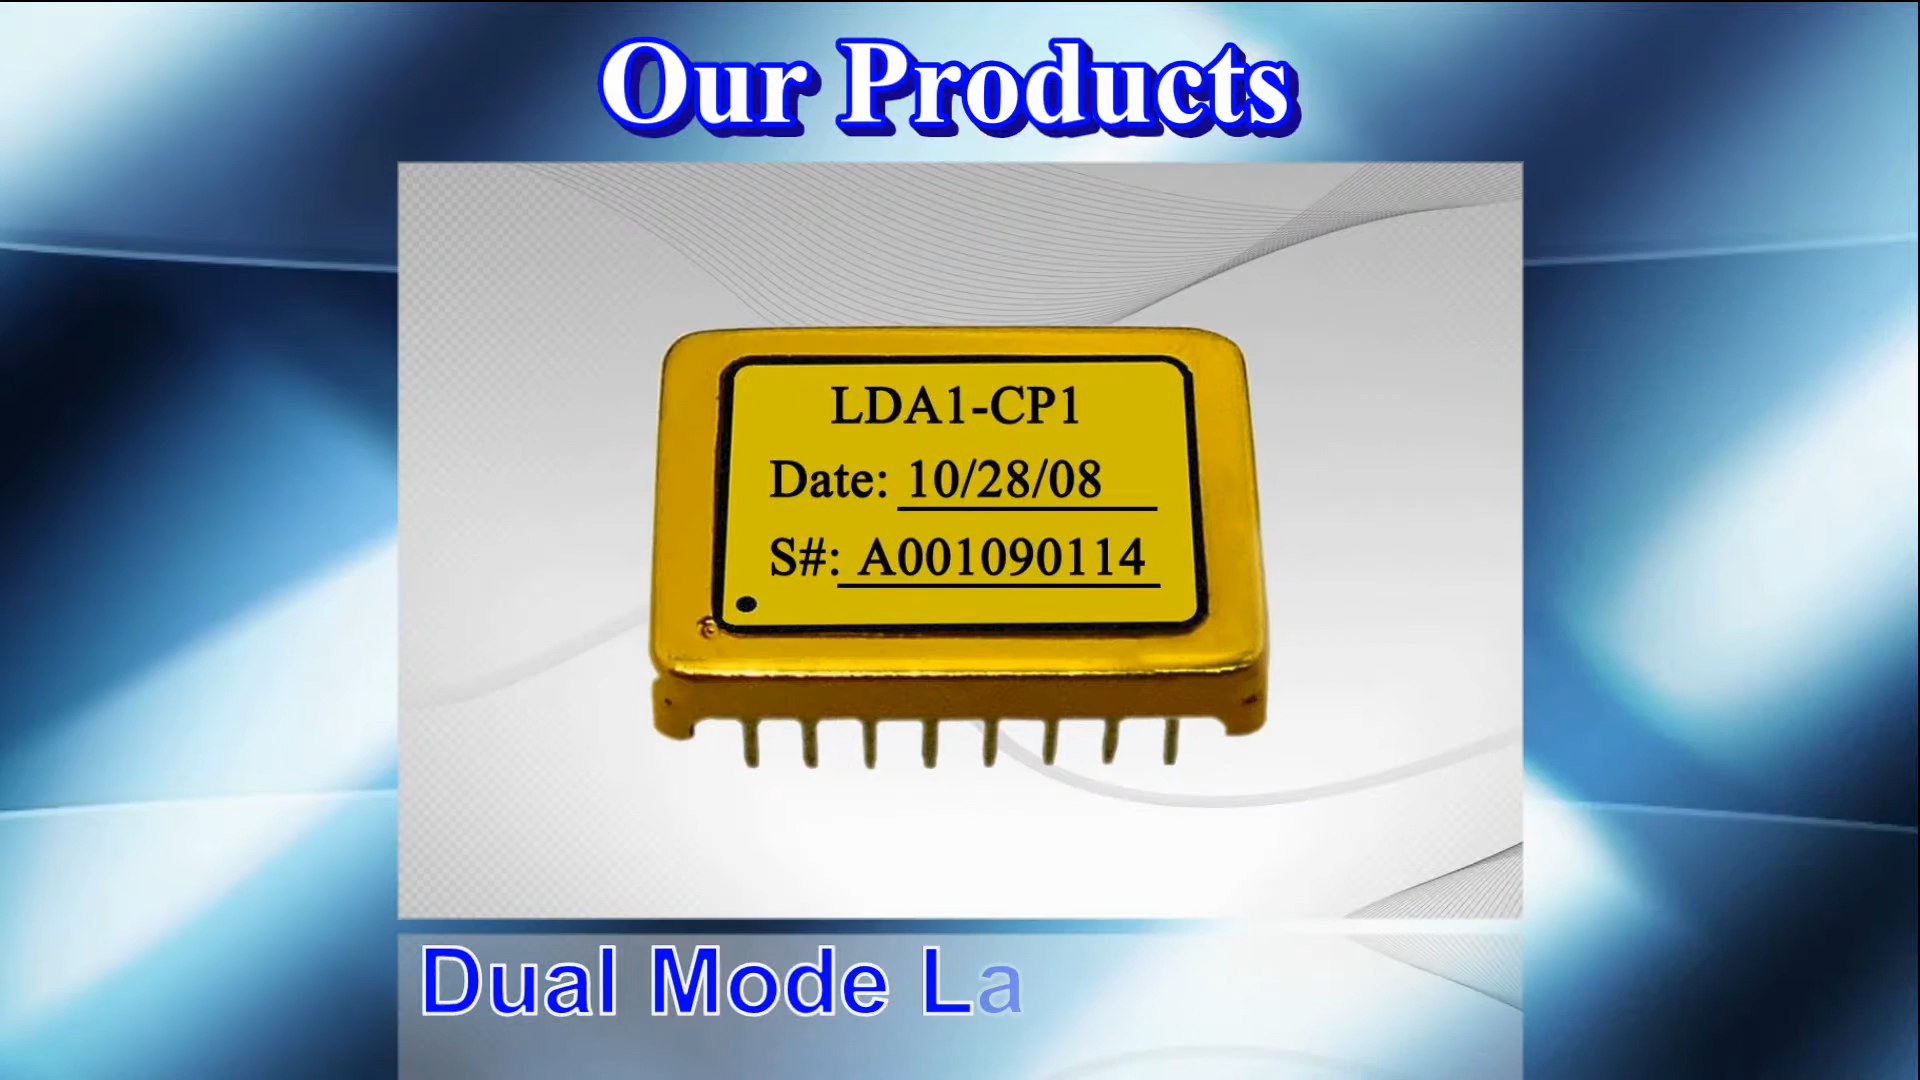 Our Products
LDA1-CP1
Date: 10/28/08
S#: A001090114
Dual Mode La